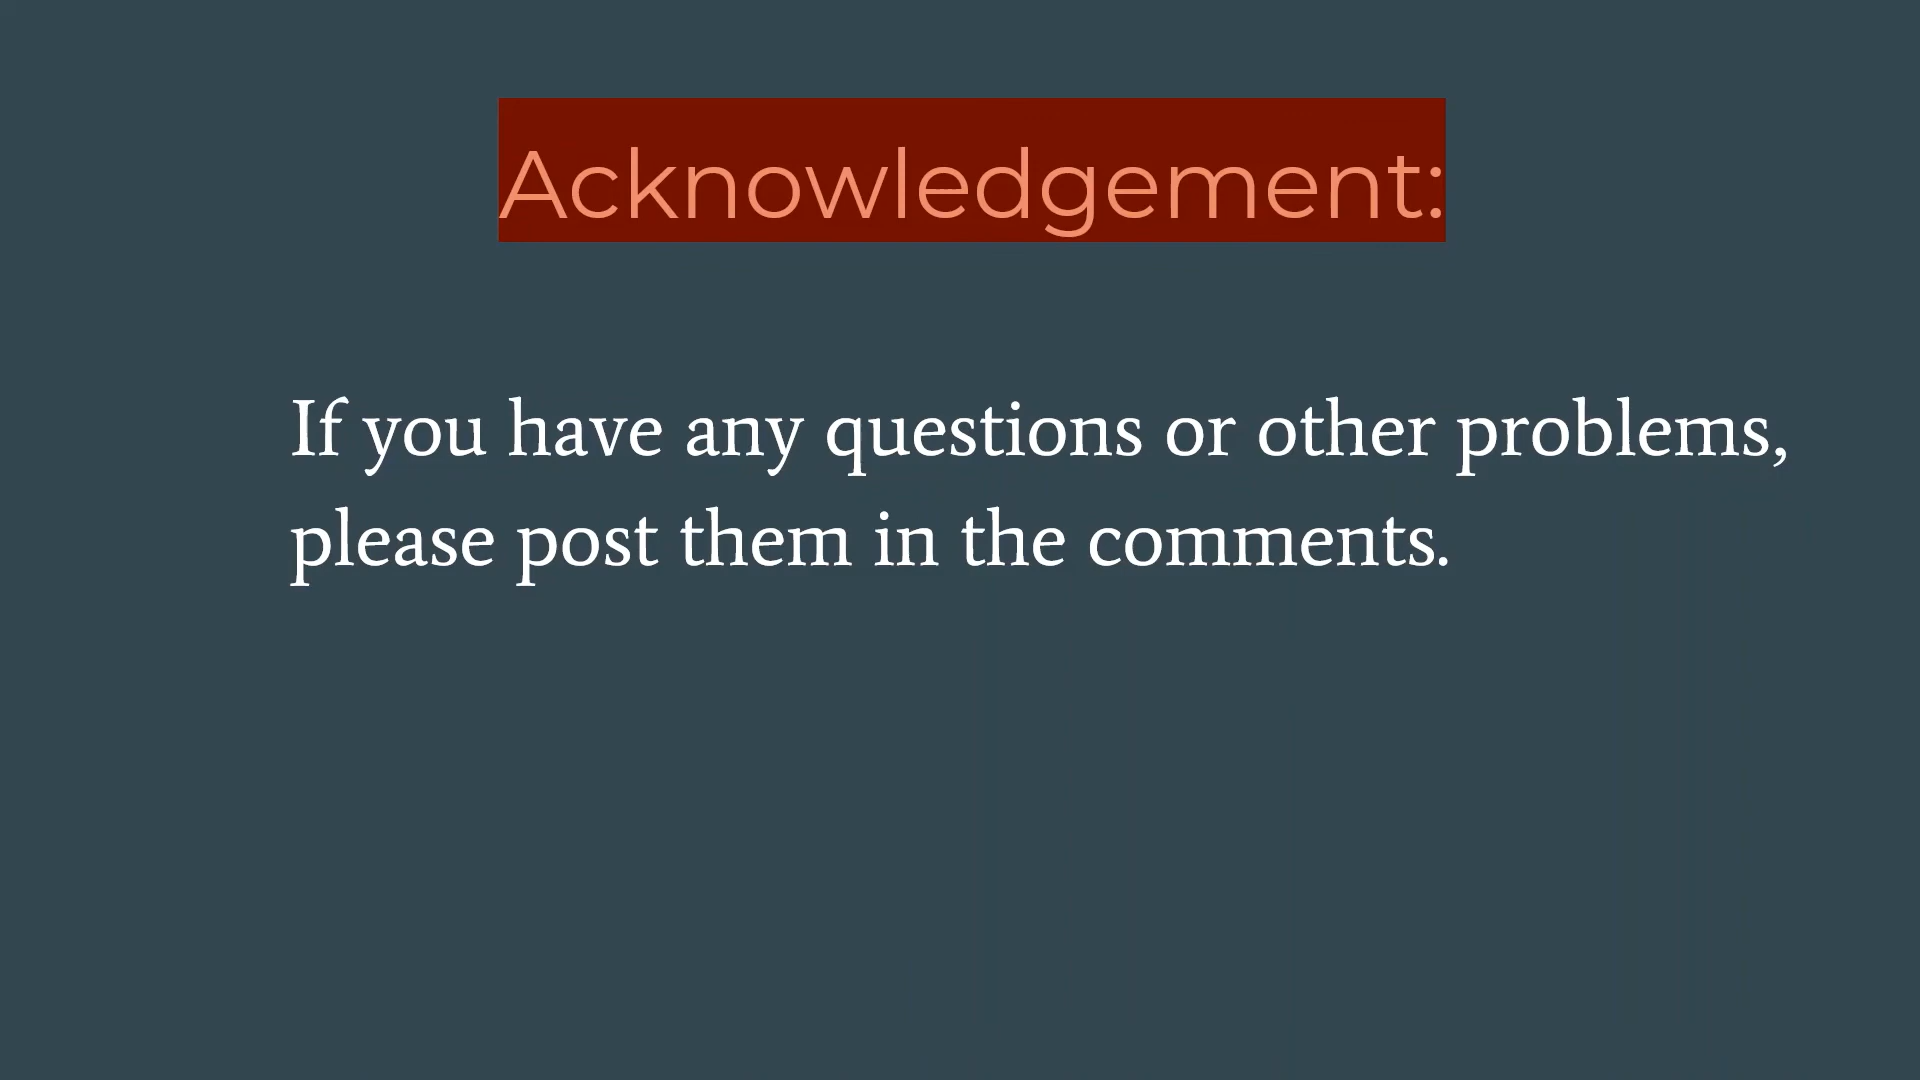 Acknowledgement:
If you have any questions or other problems,
please post them in the comments.